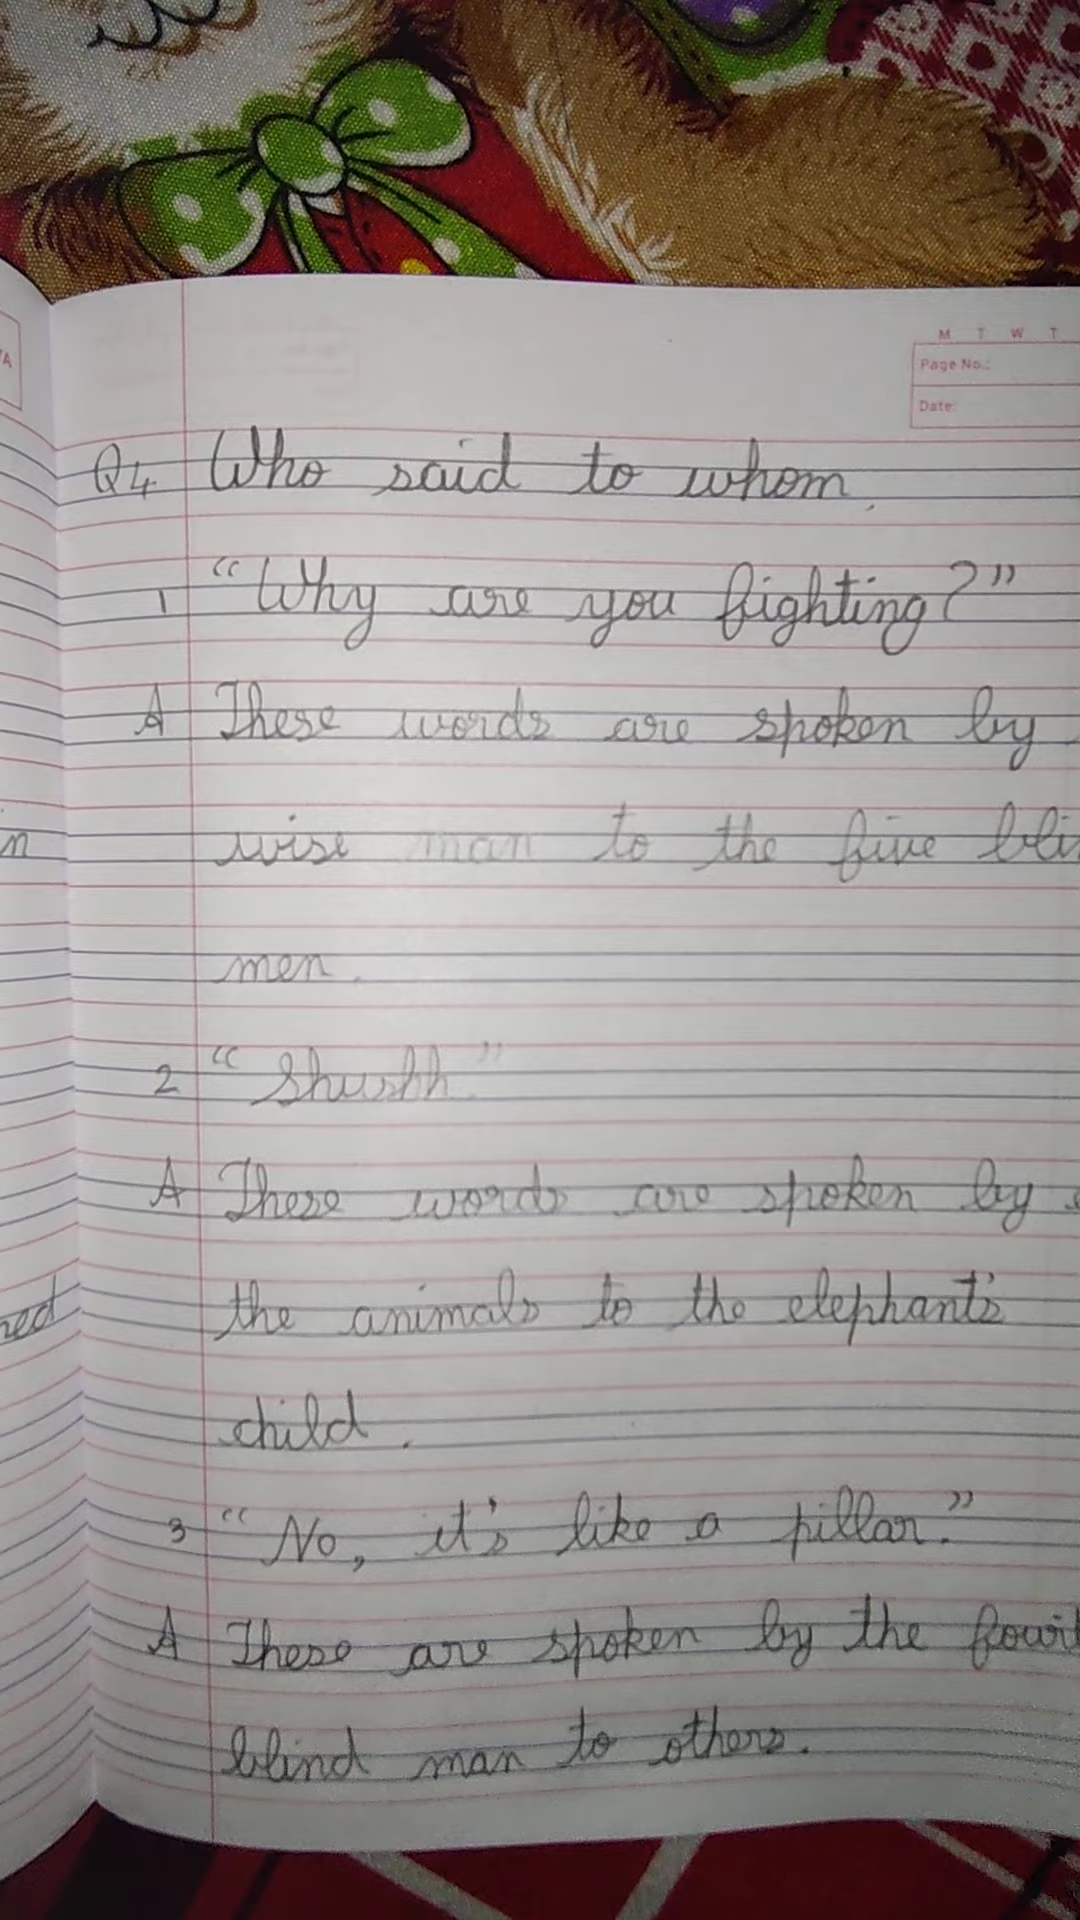 M T W T
Page No.:
Date:
Q4 Who said to whom.
1 "Why are you fighting?"
A These words are spoken by
wise man to the five bli
men.
2 "Shushh"
A These words are spoken by
the animals to the elephant's
child.
3 "No, it's like a pillar."
A These are spoken by the
blind man to others.